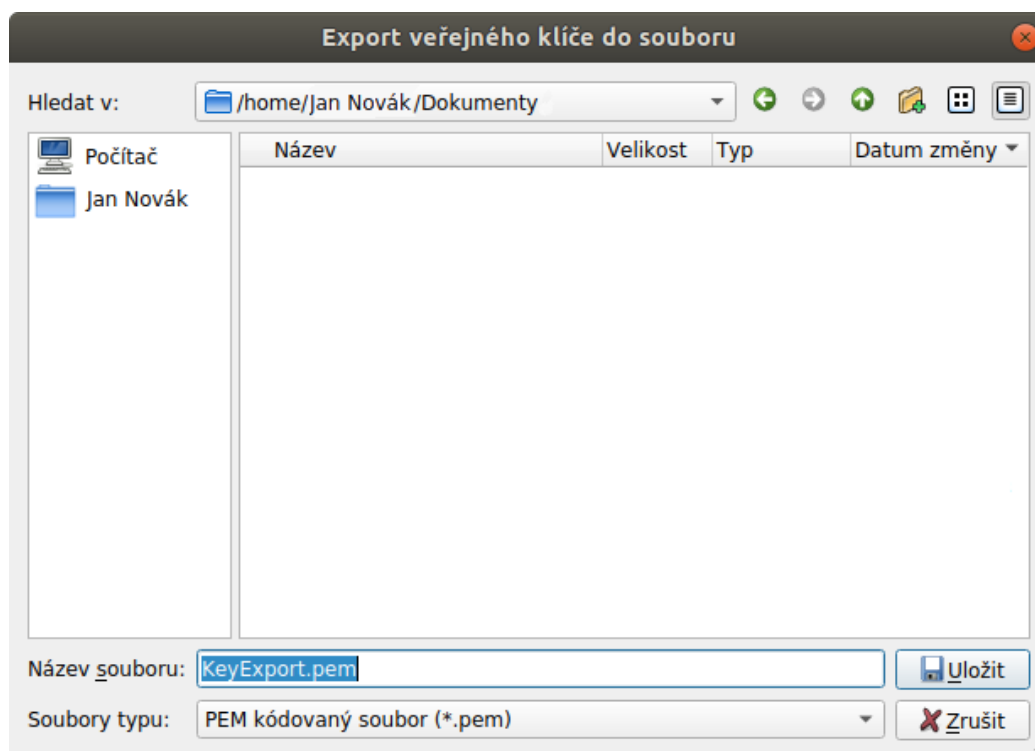 Export veřejného klíče do souboru
Hledat v: /home/Jan Novák/Dokumenty
Počítač
Jan Novák
Název Velikost Typ Datum změny
Název souboru: KeyExport.pem Uložit
Soubory typu: PEM kódovaný soubor (*.pem) Zrušit